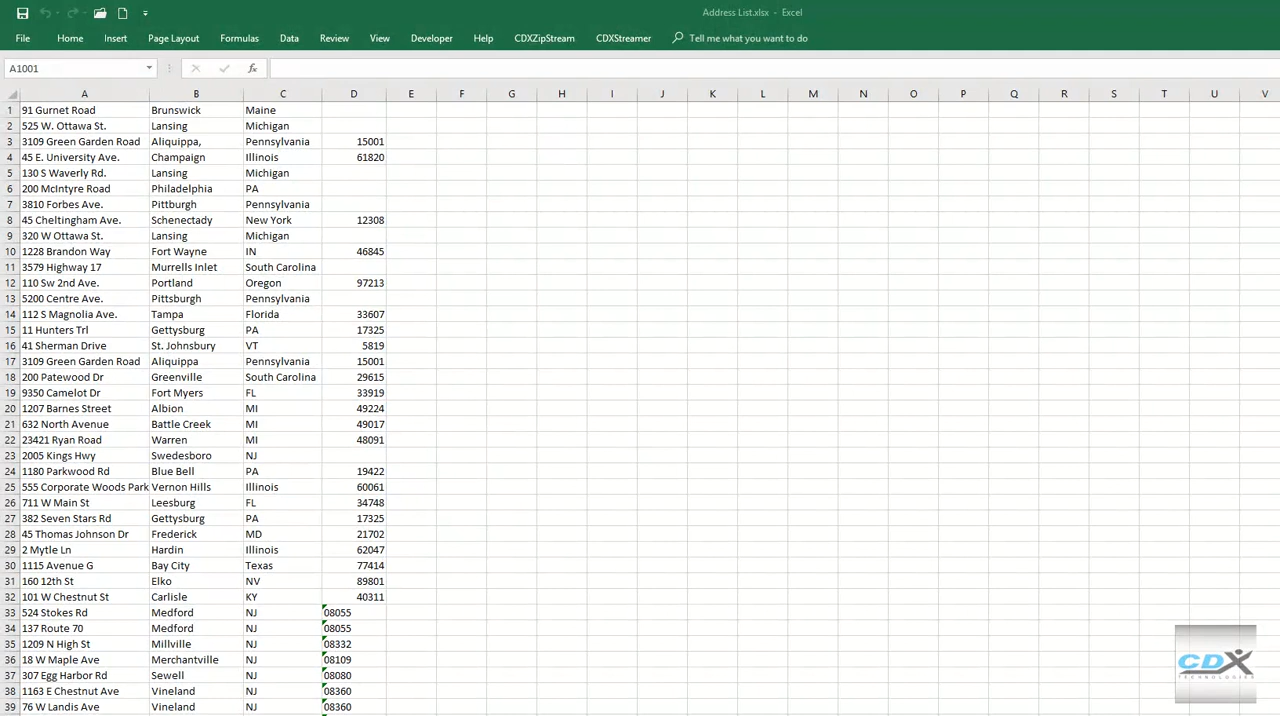 Address List.xlsx - Excel
File Home Insert Page Layout Formulas Data Review View Developer Help CDXZipStream CDXStreamer Tell me what you want to do
A1001 fx
A B C D E F G H I J K L M N O P Q R S T U V
1 91 Gurnet Road Brunswick Maine
2 525 W. Ottawa St. Lansing Michigan
3 3109 Green Garden Road Aliquippa, Pennsylvania 15001
4 45 E. University Ave. Champaign Illinois 61820
5 130 S Waverly Rd. Lansing Michigan
6 200 McIntyre Road Philadelphia PA
7 3810 Forbes Ave. Pittburgh Pennsylvania
8 45 Cheltingham Ave. Schenectady New York 12308
9 320 W Ottawa St. Lansing Michigan
10 1228 Brandon Way Fort Wayne IN 46845
11 3579 Highway 17 Murrells Inlet South Carolina
12 110 Sw 2nd Ave. Portland Oregon 97213
13 5200 Centre Ave. Pittsburgh Pennsylvania
14 112 S Magnolia Ave. Tampa Florida 33607
15 11 Hunters Trl Gettysburg PA 17325
16 41 Sherman Drive St. Johnsbury VT 5819
17 3109 Green Garden Road Aliquippa Pennsylvania 15001
18 200 Patewood Dr Greenville South Carolina 29615
19 9350 Camelot Dr Fort Myers FL 33919
20 1207 Barnes Street Albion MI 49224
21 632 North Avenue Battle Creek MI 49017
22 23421 Ryan Road Warren MI 48091
23 2005 Kings Hwy Swedesboro NJ
24 1180 Parkwood Rd Blue Bell PA 19422
25 555 Corporate Woods Park Vernon Hills Illinois 60061
26 711 W Main St Leesburg FL 34748
27 382 Seven Stars Rd Gettysburg PA 17325
28 45 Thomas Johnson Dr Frederick MD 21702
29 2 Mytle Ln Hardin Illinois 62047
30 1115 Avenue G Bay City Texas 77414
31 160 12th St Elko NV 89801
32 101 W Chestnut St Carlisle KY 40311
33 524 Stokes Rd Medford NJ 08055
34 137 Route 70 Medford NJ 08055
35 1209 N High St Millville NJ 08332
36 18 W Maple Ave Merchantville NJ 08109
37 307 Egg Harbor Rd Sewell NJ 08080
38 1163 E Chestnut Ave Vineland NJ 08360
39 76 W Landis Ave Vineland NJ 08360
CDX
TECHNOLOGIES